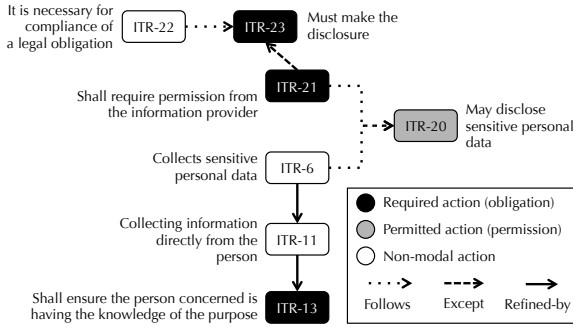 It is necessary for
compliance of
a legal obligation
ITR-22
ITR-23
Must make the
disclosure
Shall require permission from
the information provider
ITR-21
ITR-20
May disclose
sensitive personal
data
Collects sensitive
personal data
ITR-6
Collecting information
directly from the
person
ITR-11
Shall ensure the person concerned is
having the knowledge of the purpose
ITR-13
Required action (obligation)
Permitted action (permission)
Non-modal action
Follows
Except
Refined-by